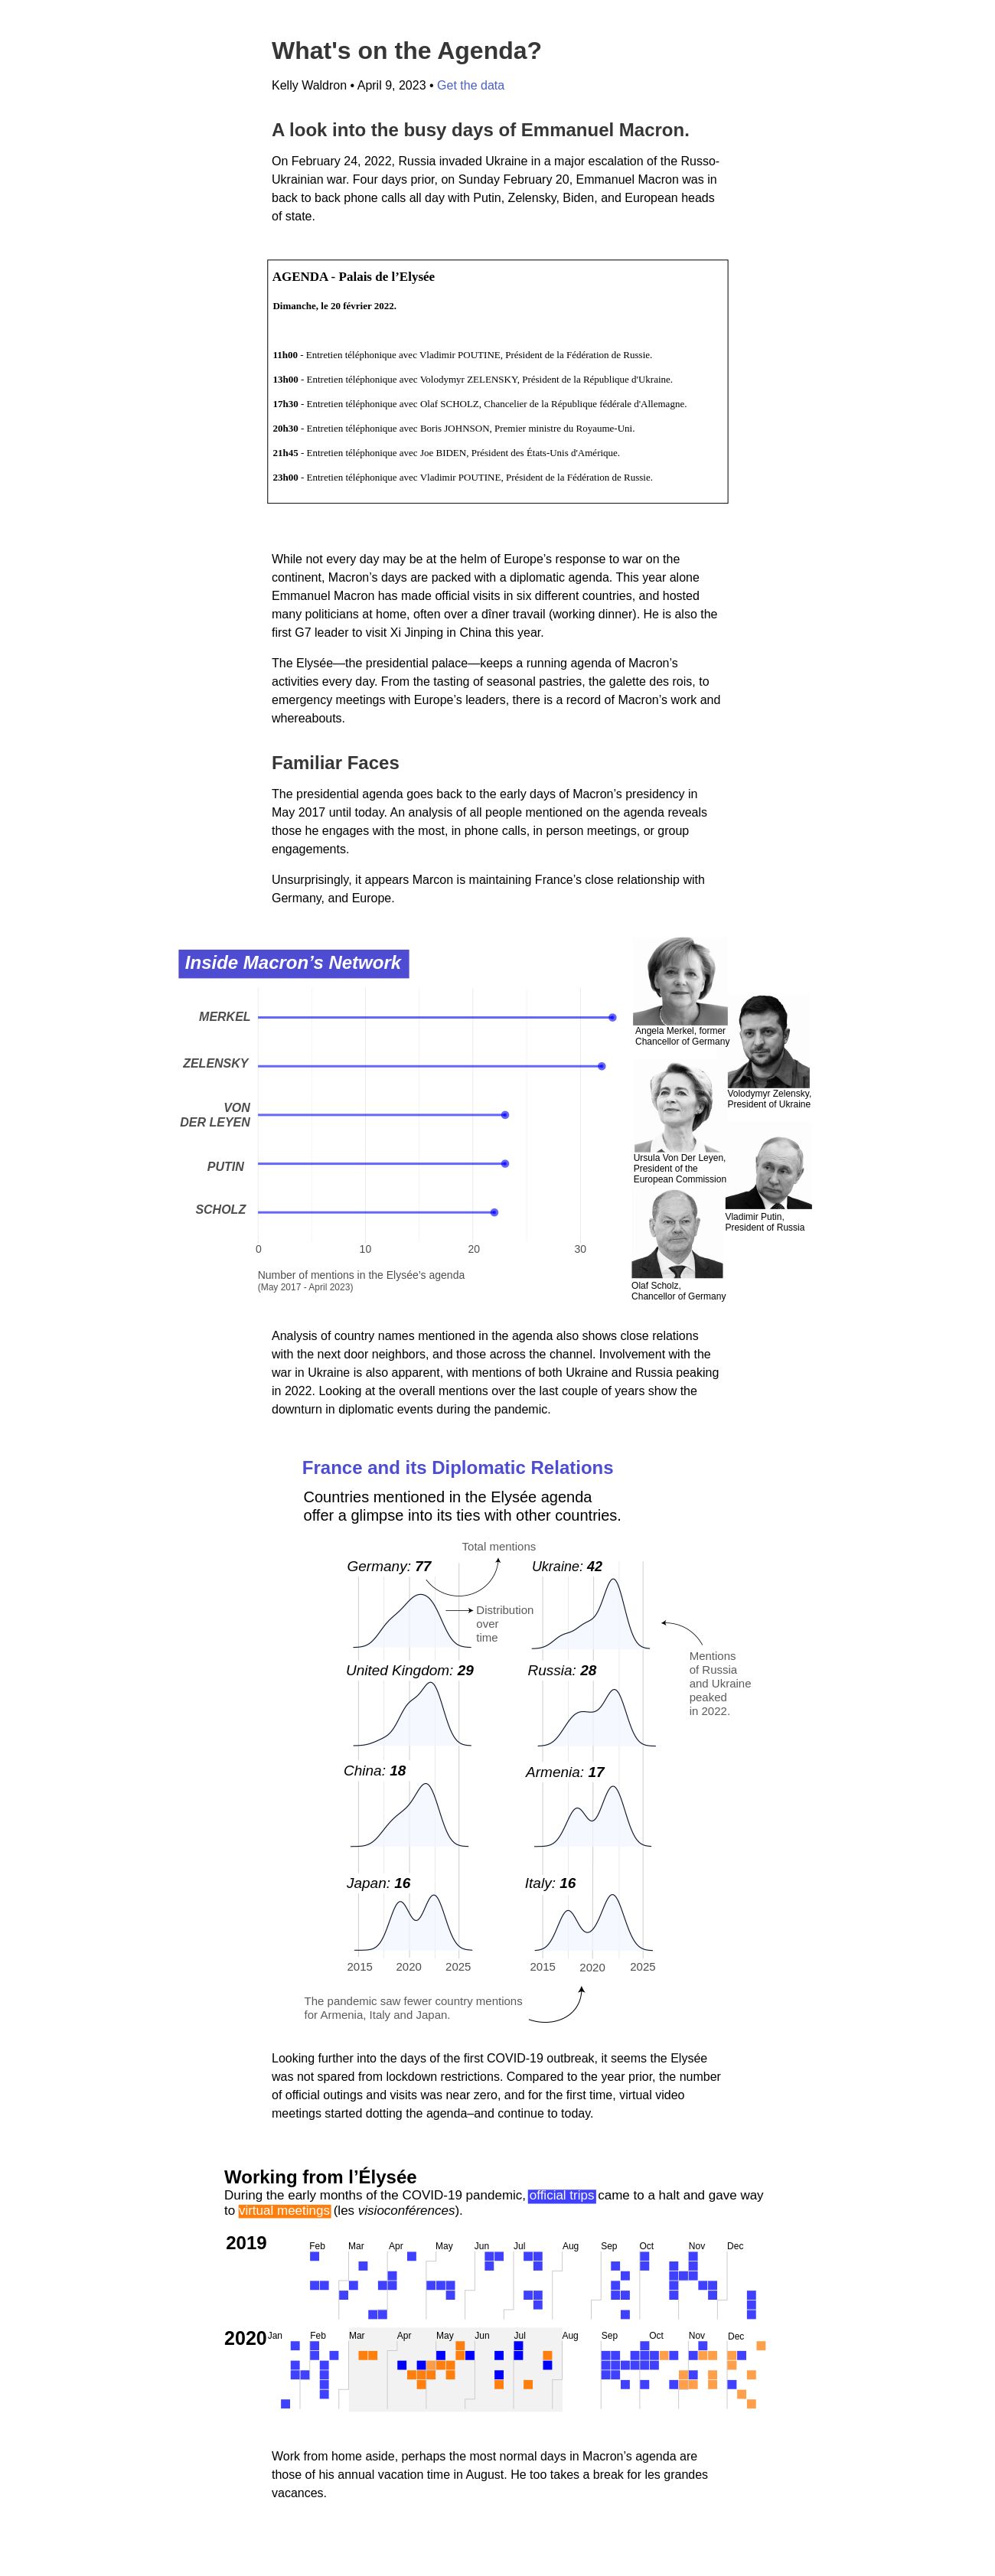 What's on the Agenda?
Kelly Waldron • April 9, 2023 • Get the data
A look into the busy days of Emmanuel Macron.
On February 24, 2022, Russia invaded Ukraine in a major escalation of the Russo-
Ukrainian war. Four days prior, on Sunday February 20, Emmanuel Macron was in
back to back phone calls all day with Putin, Zelensky, Biden, and European heads
of state.
AGENDA - Palais de l’Elysée
Dimanche, le 20 février 2022.
11h00 - Entretien téléphonique avec Vladimir POUTINE, Président de la Fédération de Russie.
13h00 - Entretien téléphonique avec Volodymyr ZELENSKY, Président de la République d'Ukraine.
17h30 - Entretien téléphonique avec Olaf SCHOLZ, Chancelier de la République fédérale d'Allemagne.
20h30 - Entretien téléphonique avec Boris JOHNSON, Premier ministre du Royaume-Uni.
21h45 - Entretien téléphonique avec Joe BIDEN, Président des États-Unis d'Amérique.
23h00 - Entretien téléphonique avec Vladimir POUTINE, Président de la Fédération de Russie.
While not every day may be at the helm of Europe’s response to war on the
continent, Macron’s days are packed with a diplomatic agenda. This year alone
Emmanuel Macron has made official visits in six different countries, and hosted
many politicians at home, often over a dîner travail (working dinner). He is also the
first G7 leader to visit Xi Jinping in China this year.
The Elysée—the presidential palace—keeps a running agenda of Macron’s
activities every day. From the tasting of seasonal pastries, the galette des rois, to
emergency meetings with Europe’s leaders, there is a record of Macron’s work and
whereabouts.
Familiar Faces
The presidential agenda goes back to the early days of Macron’s presidency in
May 2017 until today. An analysis of all people mentioned on the agenda reveals
those he engages with the most, in phone calls, in person meetings, or group
engagements.
Unsurprisingly, it appears Marcon is maintaining France’s close relationship with
Germany, and Europe.
Inside Macron’s Network
MERKEL
ZELENSKY
VON
DER LEYEN
PUTIN
SCHOLZ
0 10 20 30
Number of mentions in the Elysée’s agenda
(May 2017 - April 2023)
Angela Merkel, former
Chancellor of Germany
Volodymyr Zelensky,
President of Ukraine
Ursula Von Der Leyen,
President of the
European Commission
Vladimir Putin,
President of Russia
Olaf Scholz,
Chancellor of Germany
Analysis of country names mentioned in the agenda also shows close relations
with the next door neighbors, and those across the channel. Involvement with the
war in Ukraine is also apparent, with mentions of both Ukraine and Russia peaking
in 2022. Looking at the overall mentions over the last couple of years show the
downturn in diplomatic events during the pandemic.
France and its Diplomatic Relations
Countries mentioned in the Elysée agenda
offer a glimpse into its ties with other countries.
Total mentions
Germany: 77
Ukraine: 42
Distribution
over
time
Mentions
of Russia
and Ukraine
peaked
in 2022.
United Kingdom: 29
Russia: 28
China: 18
Armenia: 17
Japan: 16
Italy: 16
2015 2020 2025
2015 2020 2025
The pandemic saw fewer country mentions
for Armenia, Italy and Japan.
Looking further into the days of the first COVID-19 outbreak, it seems the Elysée
was not spared from lockdown restrictions. Compared to the year prior, the number
of official outings and visits was near zero, and for the first time, virtual video
meetings started dotting the agenda–and continue to today.
Working from l’Élysée
During the early months of the COVID-19 pandemic, official trips came to a halt and gave way
to virtual meetings (les visioconférences).
2019
Feb Mar Apr May Jun Jul Aug Sep Oct Nov Dec
2020
Jan Feb Mar Apr May Jun Jul Aug Sep Oct Nov Dec
Work from home aside, perhaps the most normal days in Macron’s agenda are
those of his annual vacation time in August. He too takes a break for les grandes
vacances.